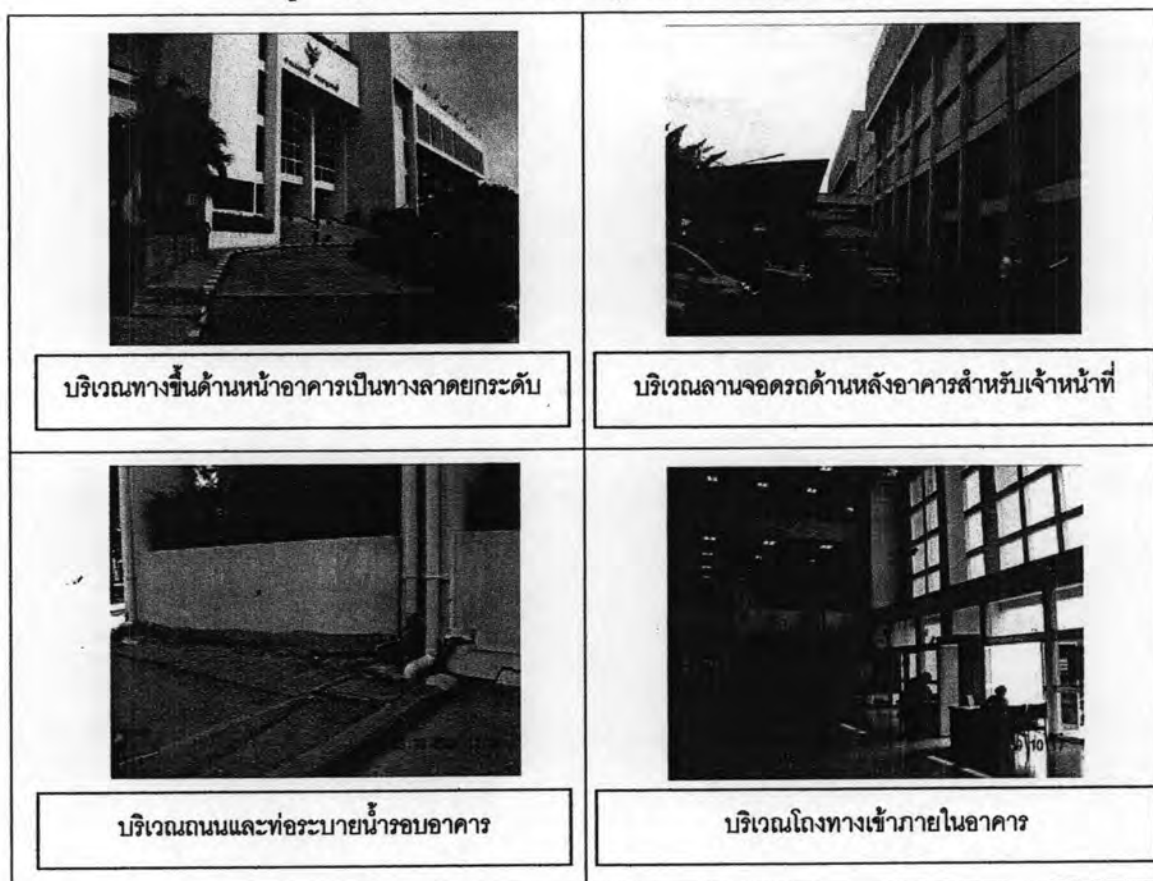 บริเวณทางขึ้นด้านหน้าอาคารเป็นทางลาดยกระดับ
บริเวณลานจอดรถด้านหลังอาคารสำหรับเจ้าหน้าที่
บริเวณถนนและท่อระบายน้ำรอบอาคาร
บริเวณโถงทางเข้าภายในอาคาร